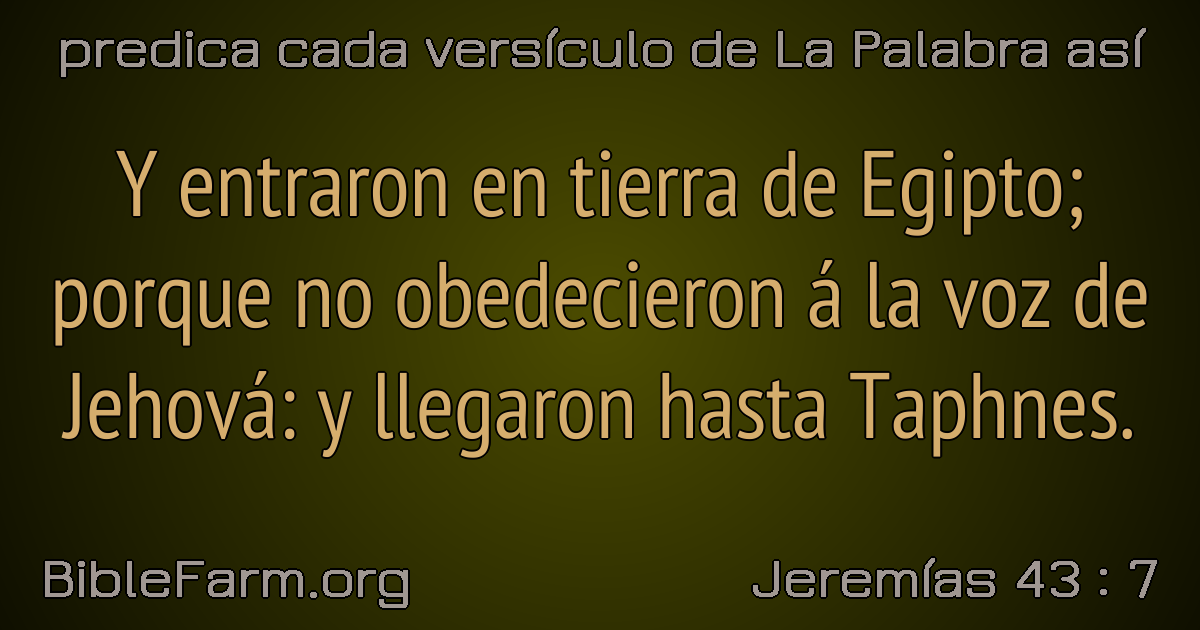 predica cada versículo de La Palabra así
Y entraron en tierra de Egipto;
porque no obedecieron á la voz de
Jehová: y llegaron hasta Taphnes.
BibleFarm.org
Jeremías 43 : 7